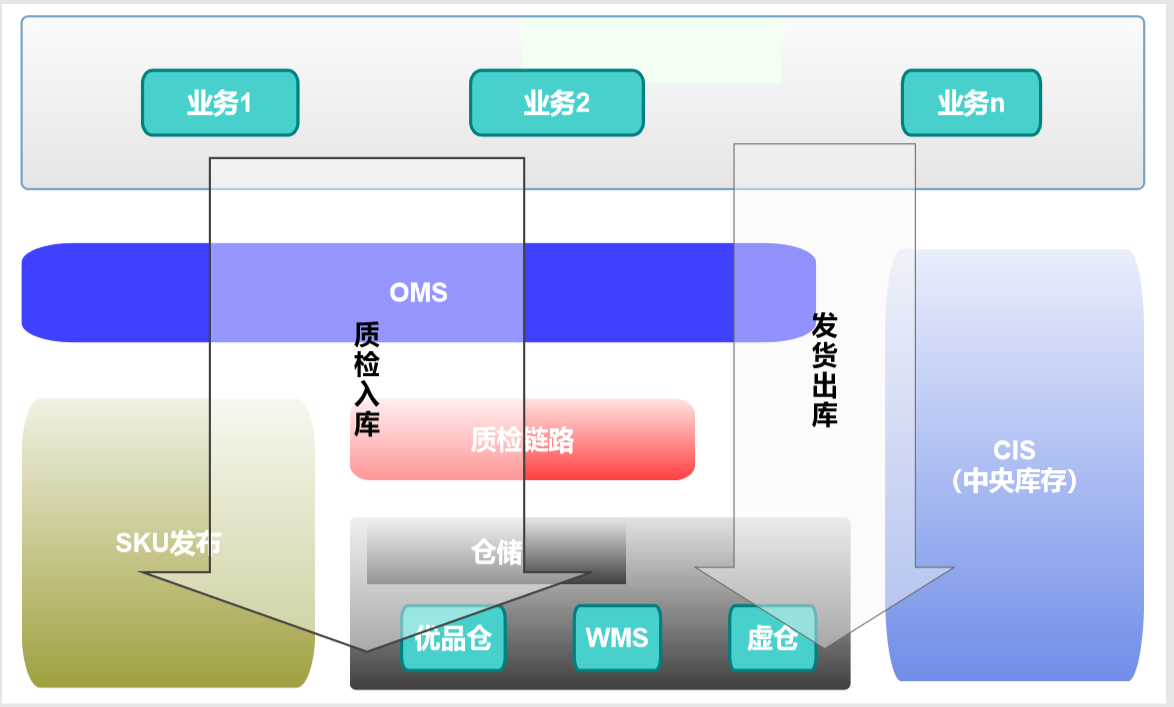 业务1
业务2
业务n
OMS
质检入库
发货出库
质检链路
CIS
（中央库存）
SKU发布
仓储
优品仓
WMS
虚仓